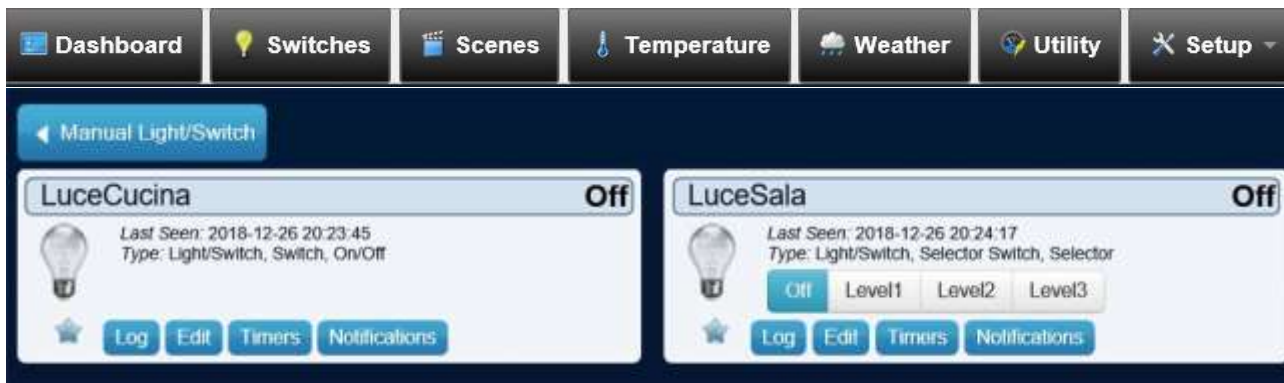 Dashboard Switches Scenes Temperature Weather Utility Setup
Manual Light/Switch
LuceCucina Off
Last Seen: 2018-12-26 20:23:45
Type: Light/Switch, Switch, On/Off
Log Edit Timers Notifications
LuceSala Off
Last Seen: 2018-12-26 20:24:17
Type: Light/Switch, Selector Switch, Selector
Off Level1 Level2 Level3
Log Edit Timers Notifications